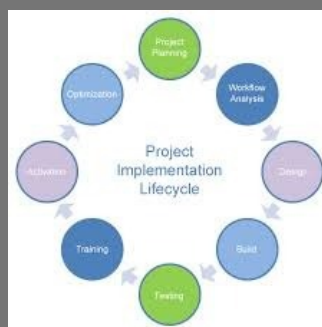 Project
Planning
Workflow
Analysis
Design
Build
Testing
Training
Activation
Optimization
Project
Implementation
Lifecycle